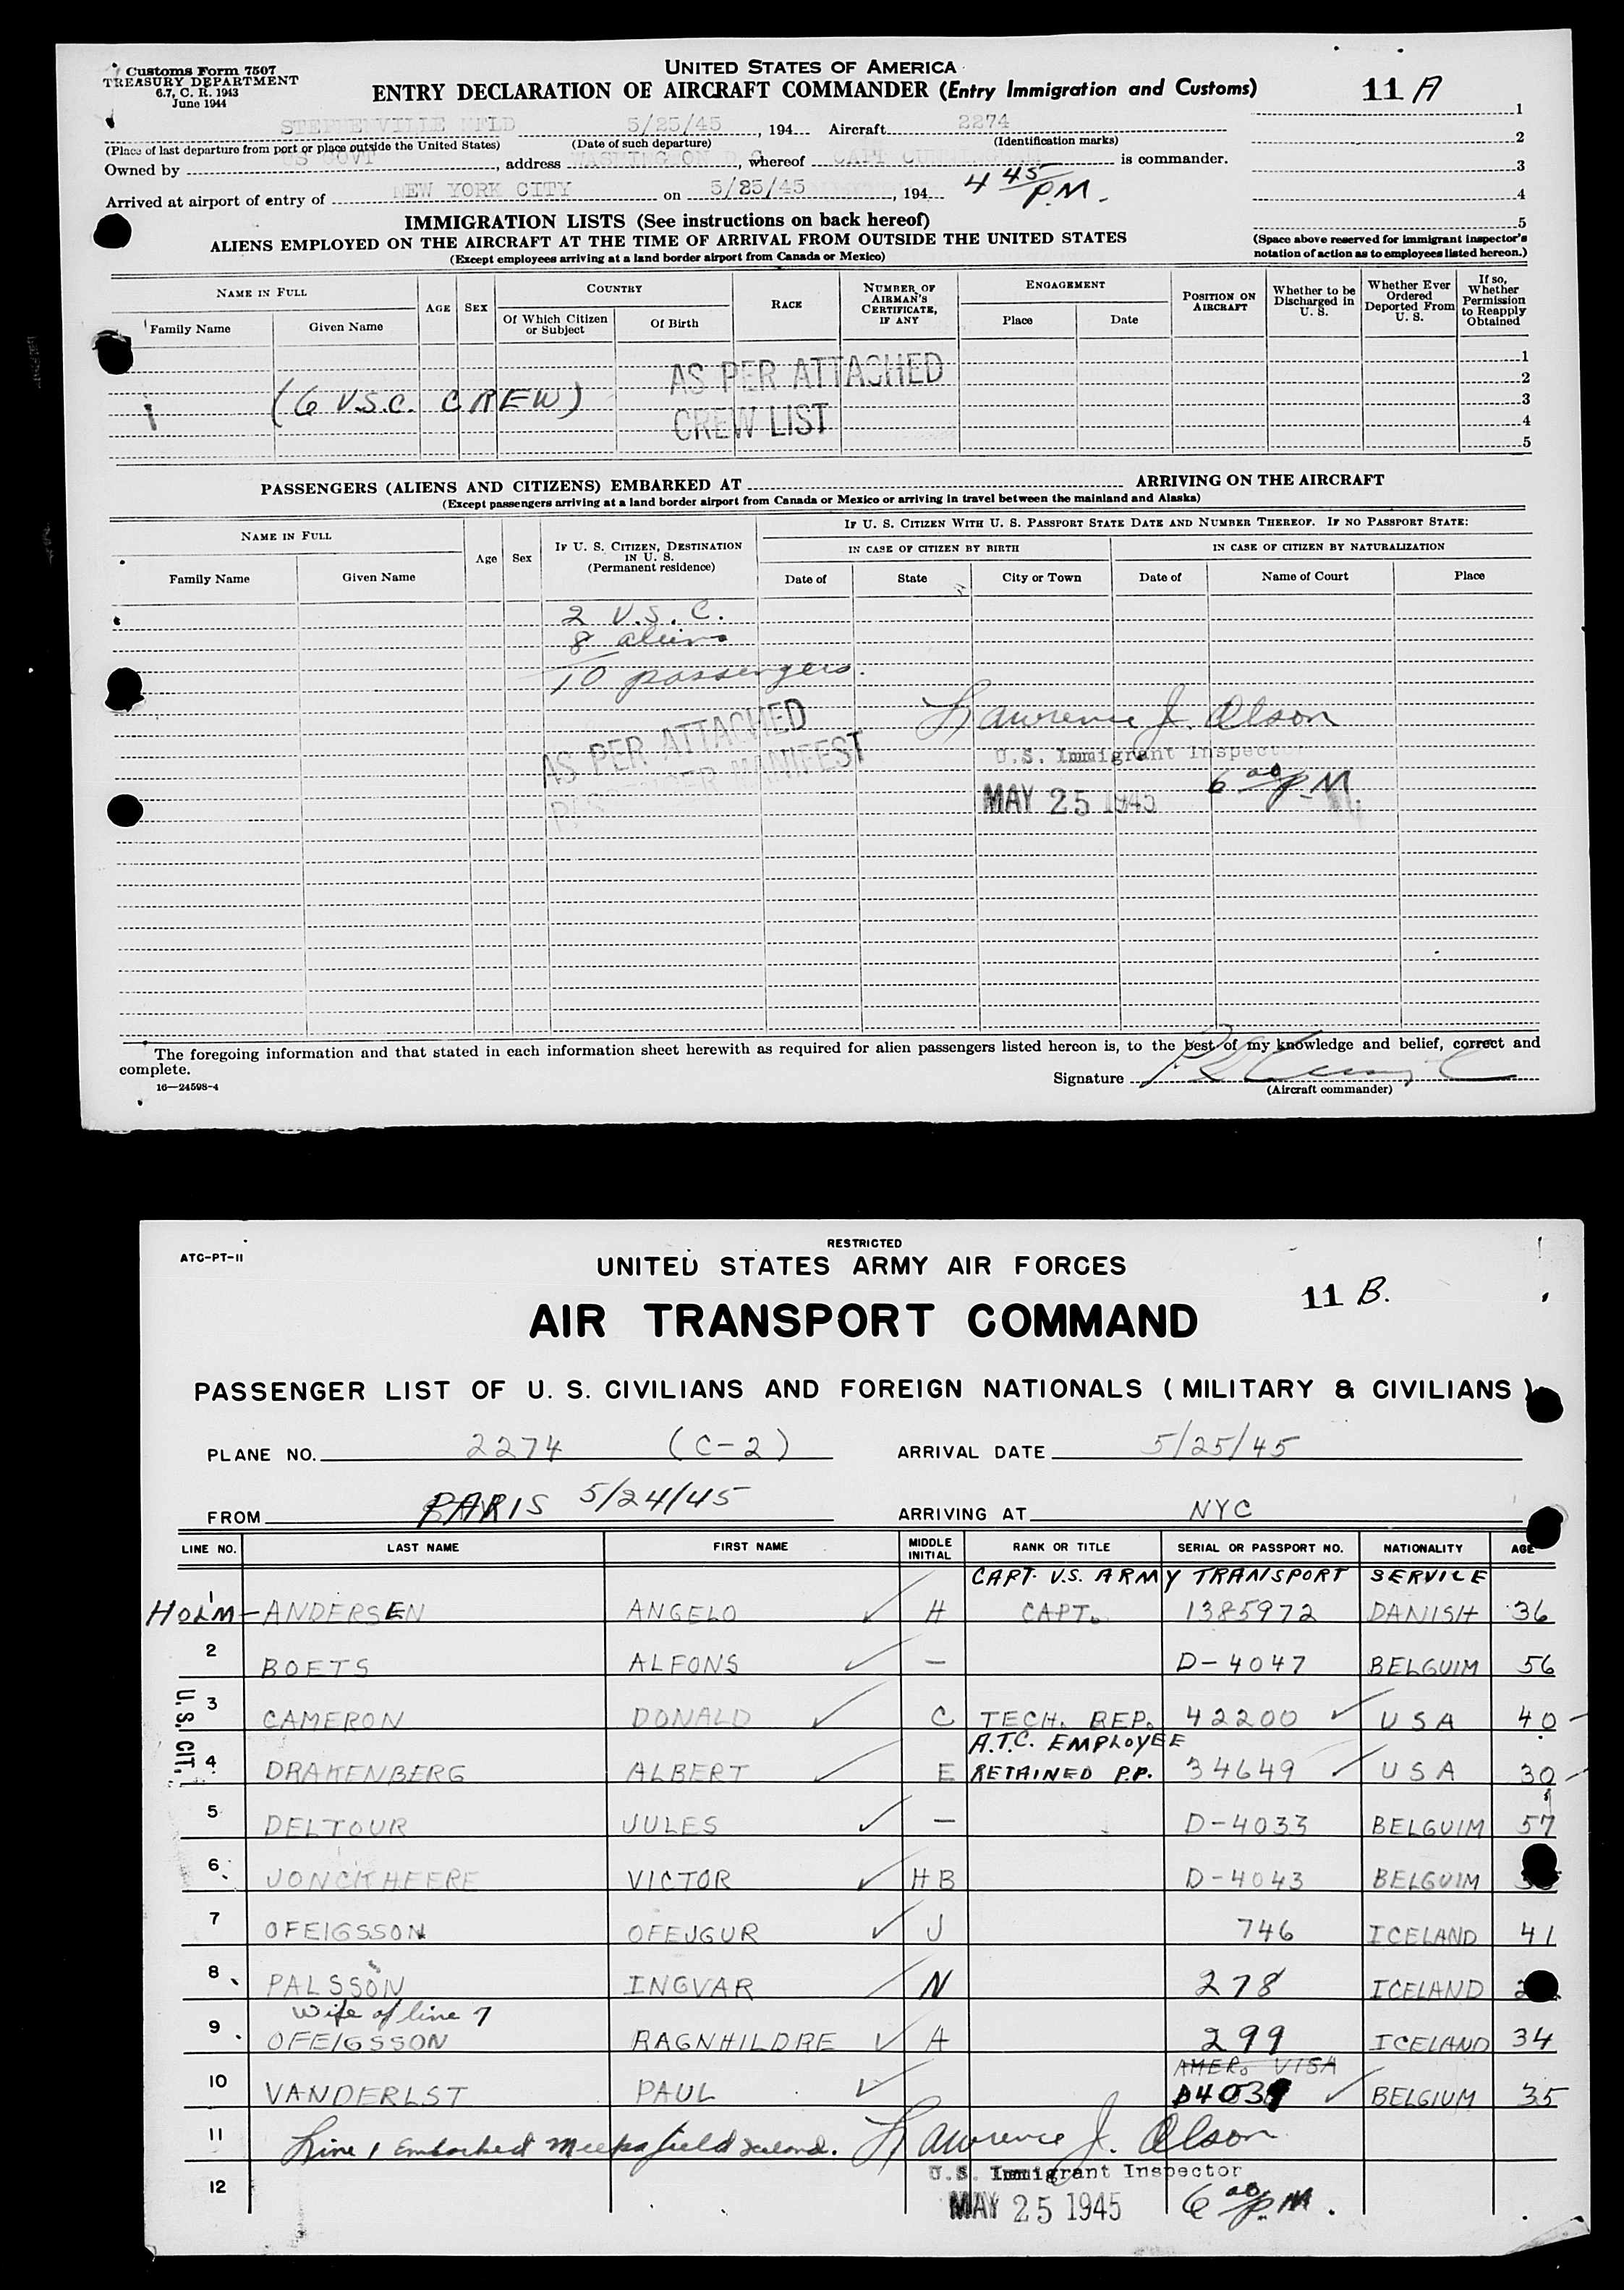 Customs Form 7507
TREASURY DEPARTMENT
6.7, C. R. 1943
June 1944
UNITED STATES OF AMERICA
ENTRY DECLARATION OF AIRCRAFT COMMANDER (Entry Immigration and Customs)
11 A
STEPHENVILLE NFLD 5/25/45, 194 Aircraft 2274
(Place of last departure from port or place outside the United States) (Date of such departure) (Identification marks)
Owned by US GOVT, address WASHINGTON D C, whereof CAPT is commander.
Arrived at airport of entry of NEW YORK CITY on 5/25/45, 194 4 45 P.M.
1
2
3
4
5
(Space above reserved for immigrant inspector's notation of action as to employees listed hereon.)
IMMIGRATION LISTS (See instructions on back hereof)
ALIENS EMPLOYED ON THE AIRCRAFT AT THE TIME OF ARRIVAL FROM OUTSIDE THE UNITED STATES
(Except employees arriving at a land border airport from Canada or Mexico)
NAME IN FULL
Family Name Given Name
AGE SEX
COUNTRY
Of Which Citizen or Subject Of Birth
RACE
NUMBER OF AIRMAN'S CERTIFICATE, IF ANY
ENGAGEMENT
Place Date
POSITION ON AIRCRAFT
Whether to be Discharged in U. S.
Whether Ever Ordered Deported From U. S.
If so, Whether Permission to Reapply Obtained
1
2
3
4
5
(6 U.S.C. CREW)
AS PER ATTACHED
CREW LIST
PASSENGERS (ALIENS AND CITIZENS) EMBARKED AT ARRIVING ON THE AIRCRAFT
(Except passengers arriving at a land border airport from Canada or Mexico or arriving in travel between the mainland and Alaska)
NAME IN FULL
Family Name Given Name
Age Sex
IF U. S. CITIZEN, DESTINATION IN U. S.
(Permanent residence)
IF U. S. CITIZEN WITH U. S. PASSPORT STATE DATE AND NUMBER THEREOF. IF NO PASSPORT STATE:
IN CASE OF CITIZEN BY BIRTH IN CASE OF CITIZEN BY NATURALIZATION
Date of State City or Town Date of Name of Court Place
2 U.S.C.
8 aliens
10 passengers.
AS PER ATTACHED
PASSENGER MANIFEST
Lawrence J. Olson
U.S. Immigrant Inspector
MAY 25 1945 6 00 P.M.
The foregoing information and that stated in each information sheet herewith as required for alien passengers listed hereon is, to the best of my knowledge and belief, correct and
complete.
16—24598-4
Signature
(Aircraft commander)
ATC-PT-11
RESTRICTED
UNITED STATES ARMY AIR FORCES
11 B.
AIR TRANSPORT COMMAND
PASSENGER LIST OF U. S. CIVILIANS AND FOREIGN NATIONALS (MILITARY & CIVILIANS)
PLANE NO. 2274 (C-2) ARRIVAL DATE 5/25/45
FROM PARIS 5/24/45 ARRIVING AT NYC
LINE NO. LAST NAME FIRST NAME MIDDLE INITIAL RANK OR TITLE SERIAL OR PASSPORT NO. NATIONALITY AGE
CAPT. U.S. ARMY TRANSPORT SERVICE
1 HOLM-ANDERSEN ANGELO H CAPT. 1385972 DANISH 36
2 BOETS ALFONS — D-4047 BELGUIM 56
U.S. CIT.
3 CAMERON DONALD C TECH. REP. 42200 USA 40
A.T.C. EMPLOYEE
4 DRAKENBERG ALBERT E RETAINED P.P. 34649 USA 30
5 DELTOUR JULES — D-4033 BELGUIM 57
6 JONCKHEERE VICTOR HB D-4043 BELGUIM
7 OFEIGSSON OFEJGUR J 746 ICELAND 41
8 PALSSON INGVAR N 278 ICELAND
Wife of line 7
9 OFEIGSSON RAGNHILDRE A 299 ICELAND 34
AMER. VISA
10 VANDERLST PAUL D4039 BELGIUM 35
11 Line 1 Embarked Meeks field Iceland. Lawrence J. Olson
U.S. Immigrant Inspector
12 MAY 25 1945 6 00 P.M.